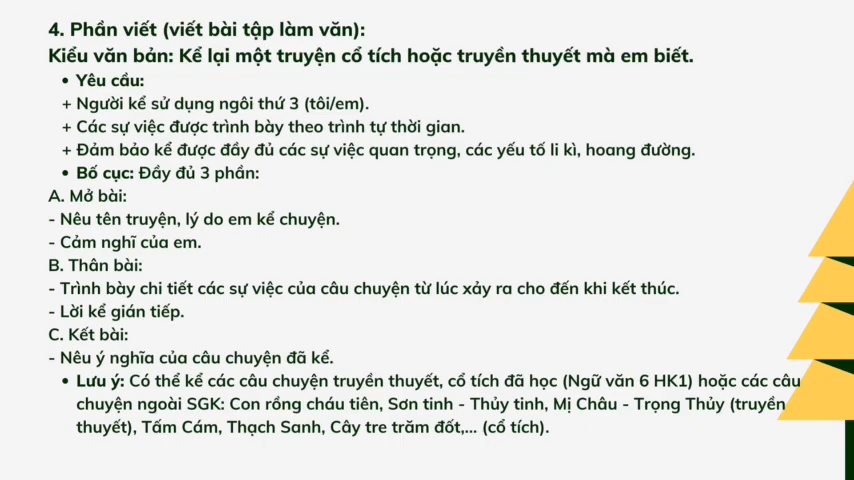 4. Phần viết (viết bài tập làm văn):
Kiểu văn bản: Kể lại một truyện cổ tích hoặc truyền thuyết mà em biết.
• Yêu cầu:
+ Người kể sử dụng ngôi thứ 3 (tôi/em).
+ Các sự việc được trình bày theo trình tự thời gian.
+ Đảm bảo kể được đầy đủ các sự việc quan trọng, các yếu tố li kì, hoang đường.
• Bố cục: Đầy đủ 3 phần:
A. Mở bài:
- Nêu tên truyện, lý do em kể chuyện.
- Cảm nghĩ của em.
B. Thân bài:
- Trình bày chi tiết các sự việc của câu chuyện từ lúc xảy ra cho đến khi kết thúc.
- Lời kể gián tiếp.
C. Kết bài:
- Nêu ý nghĩa của câu chuyện đã kể.
• Lưu ý: Có thể kể các câu chuyện truyền thuyết, cổ tích đã học (Ngữ văn 6 HK1) hoặc các câu
chuyện ngoài SGK: Con rồng cháu tiên, Sơn tinh - Thủy tinh, Mị Châu - Trọng Thủy (truyền
thuyết), Tấm Cám, Thạch Sanh, Cây tre trăm đốt,... (cổ tích).